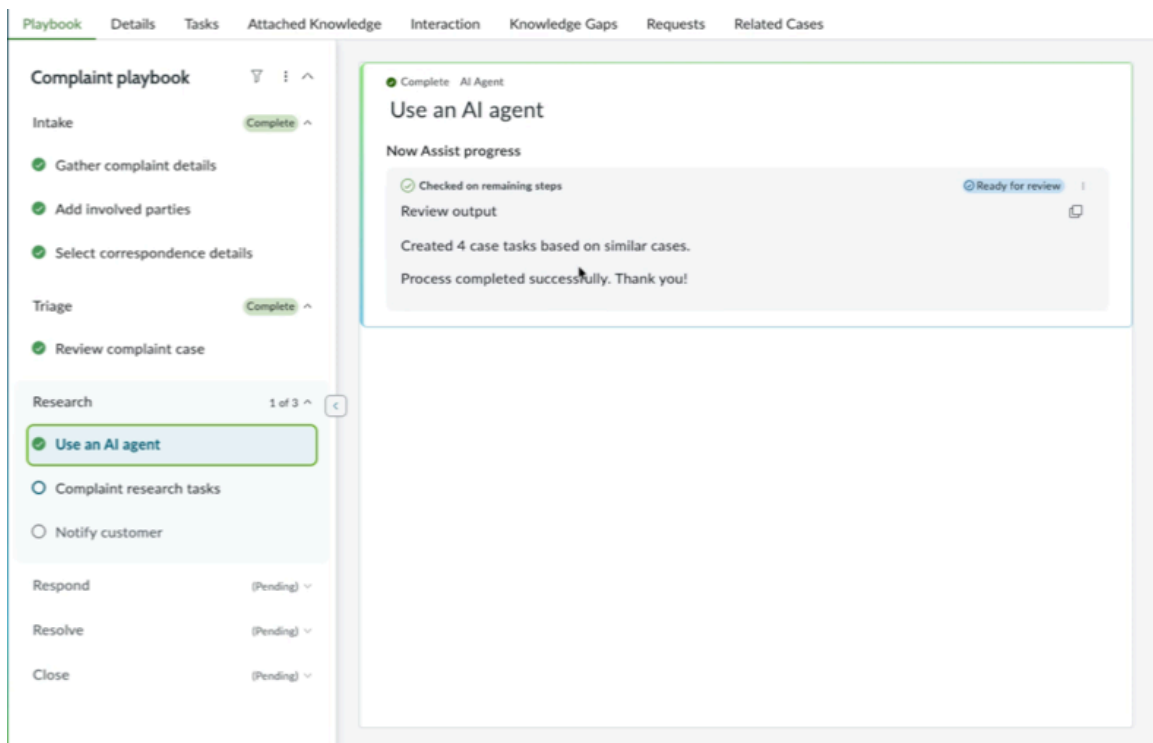 Playbook Details Tasks Attached Knowledge Interaction Knowledge Gaps Requests Related Cases
Complaint playbook
Intake Complete
Gather complaint details
Add involved parties
Select correspondence details
Triage Complete
Review complaint case
Research 1 of 3
Use an AI agent
Complaint research tasks
Notify customer
Respond (Pending)
Resolve (Pending)
Close (Pending)
Complete AI Agent
Use an AI agent
Now Assist progress
Checked on remaining steps Ready for review
Review output
Created 4 case tasks based on similar cases.
Process completed successfully. Thank you!